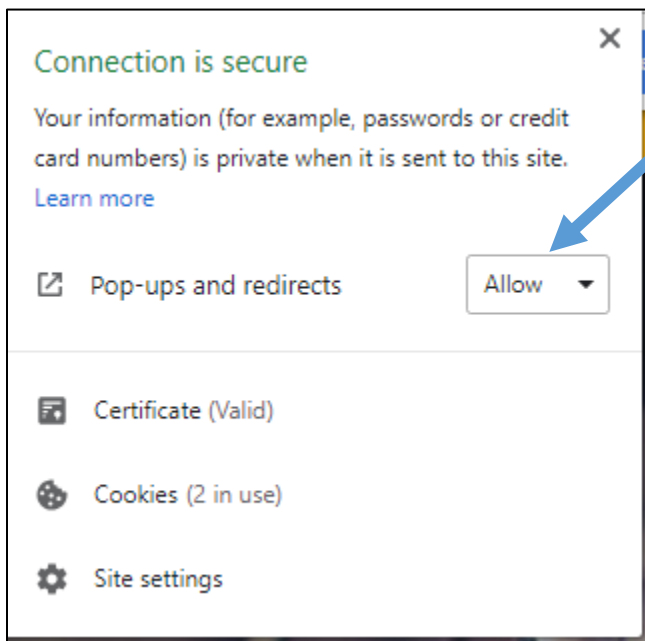 Connection is secure
Your information (for example, passwords or credit
card numbers) is private when it is sent to this site.
Learn more
Pop-ups and redirects Allow
Certificate (Valid)
Cookies (2 in use)
Site settings